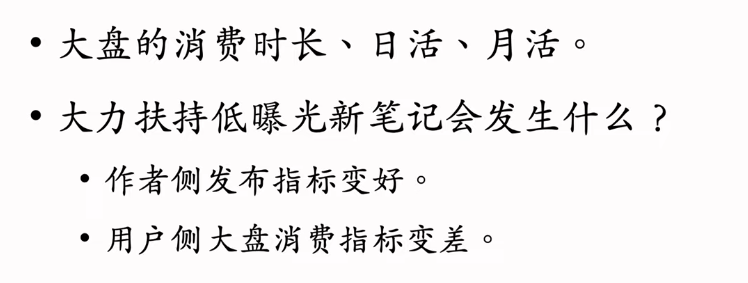 • 大盘的消费时长、日活、月活。
• 大力扶持低曝光新笔记会发生什么？
• 作者侧发布指标变好。
• 用户侧大盘消费指标变差。